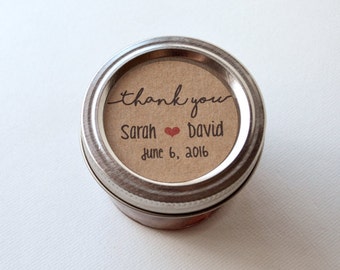 thank you
Sarah ❤ David
June 6, 2016